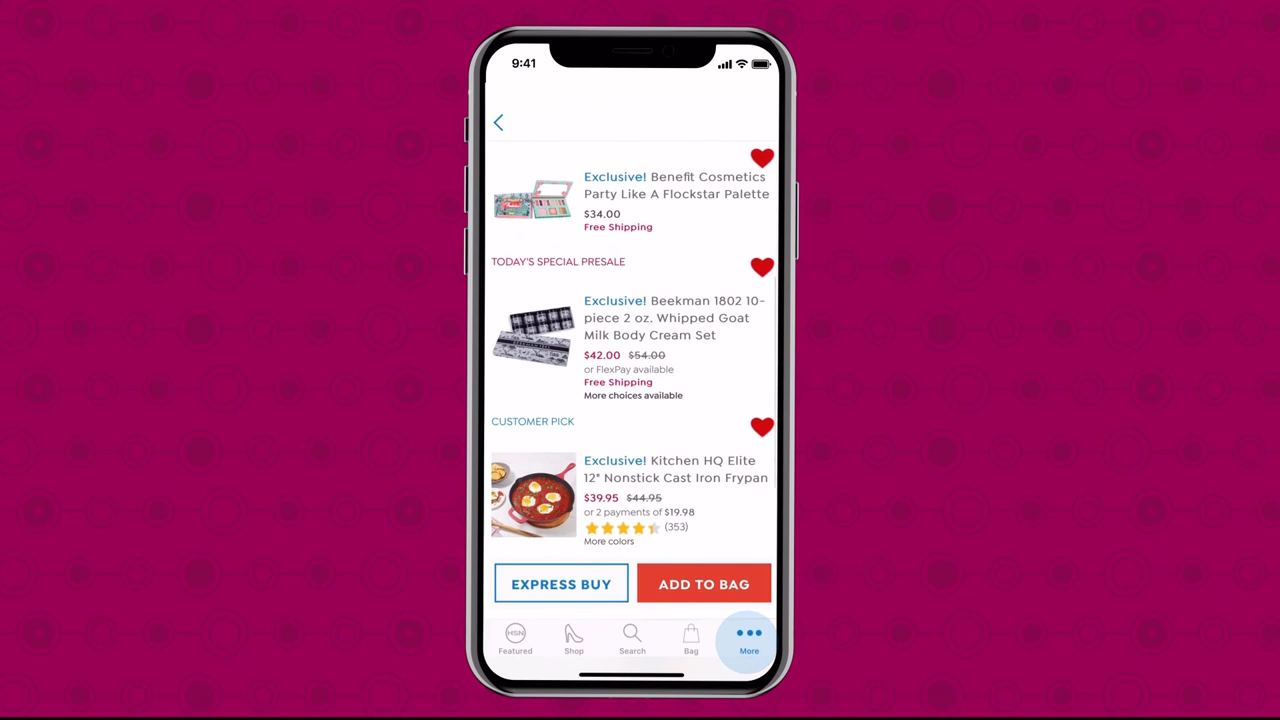 9:41
Exclusive! Benefit Cosmetics
Party Like A Flockstar Palette
$34.00
Free Shipping
TODAY'S SPECIAL PRESALE
Exclusive! Beekman 1802 10-
piece 2 oz. Whipped Goat
Milk Body Cream Set
$42.00 $54.00
or FlexPay available
Free Shipping
More choices available
BEEKMAN 1802
CUSTOMER PICK
Exclusive! Kitchen HQ Elite
12" Nonstick Cast Iron Frypan
$39.95 $44.95
or 2 payments of $19.98
(353)
More colors
EXPRESS BUY
ADD TO BAG
HSN
Featured
Shop
Search
Bag
More